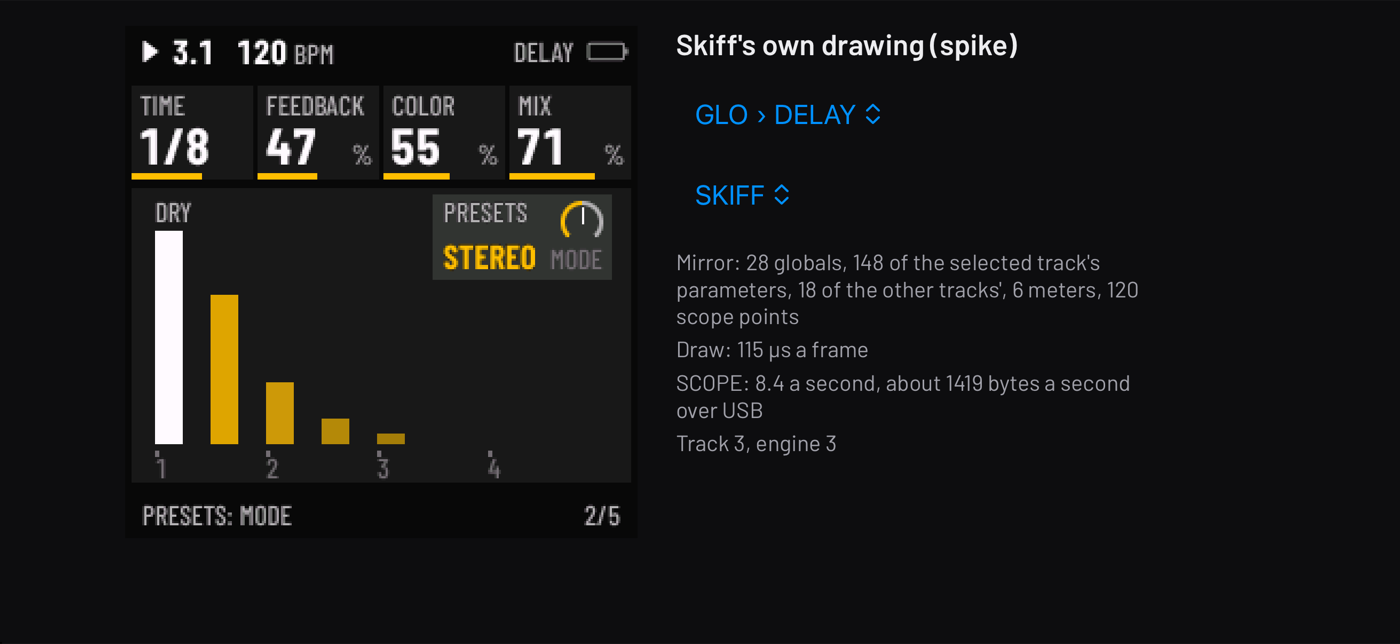 3.1 120 BPM DELAY
TIME FEEDBACK COLOR MIX
1/8 47 % 55 % 71 %
DRY
PRESETS
STEREO MODE
1 2 3 4
PRESETS: MODE 2/5
Skiff's own drawing (spike)
GLO › DELAY
SKIFF
Mirror: 28 globals, 148 of the selected track's
parameters, 18 of the other tracks', 6 meters, 120
scope points
Draw: 115 µs a frame
SCOPE: 8.4 a second, about 1419 bytes a second
over USB
Track 3, engine 3